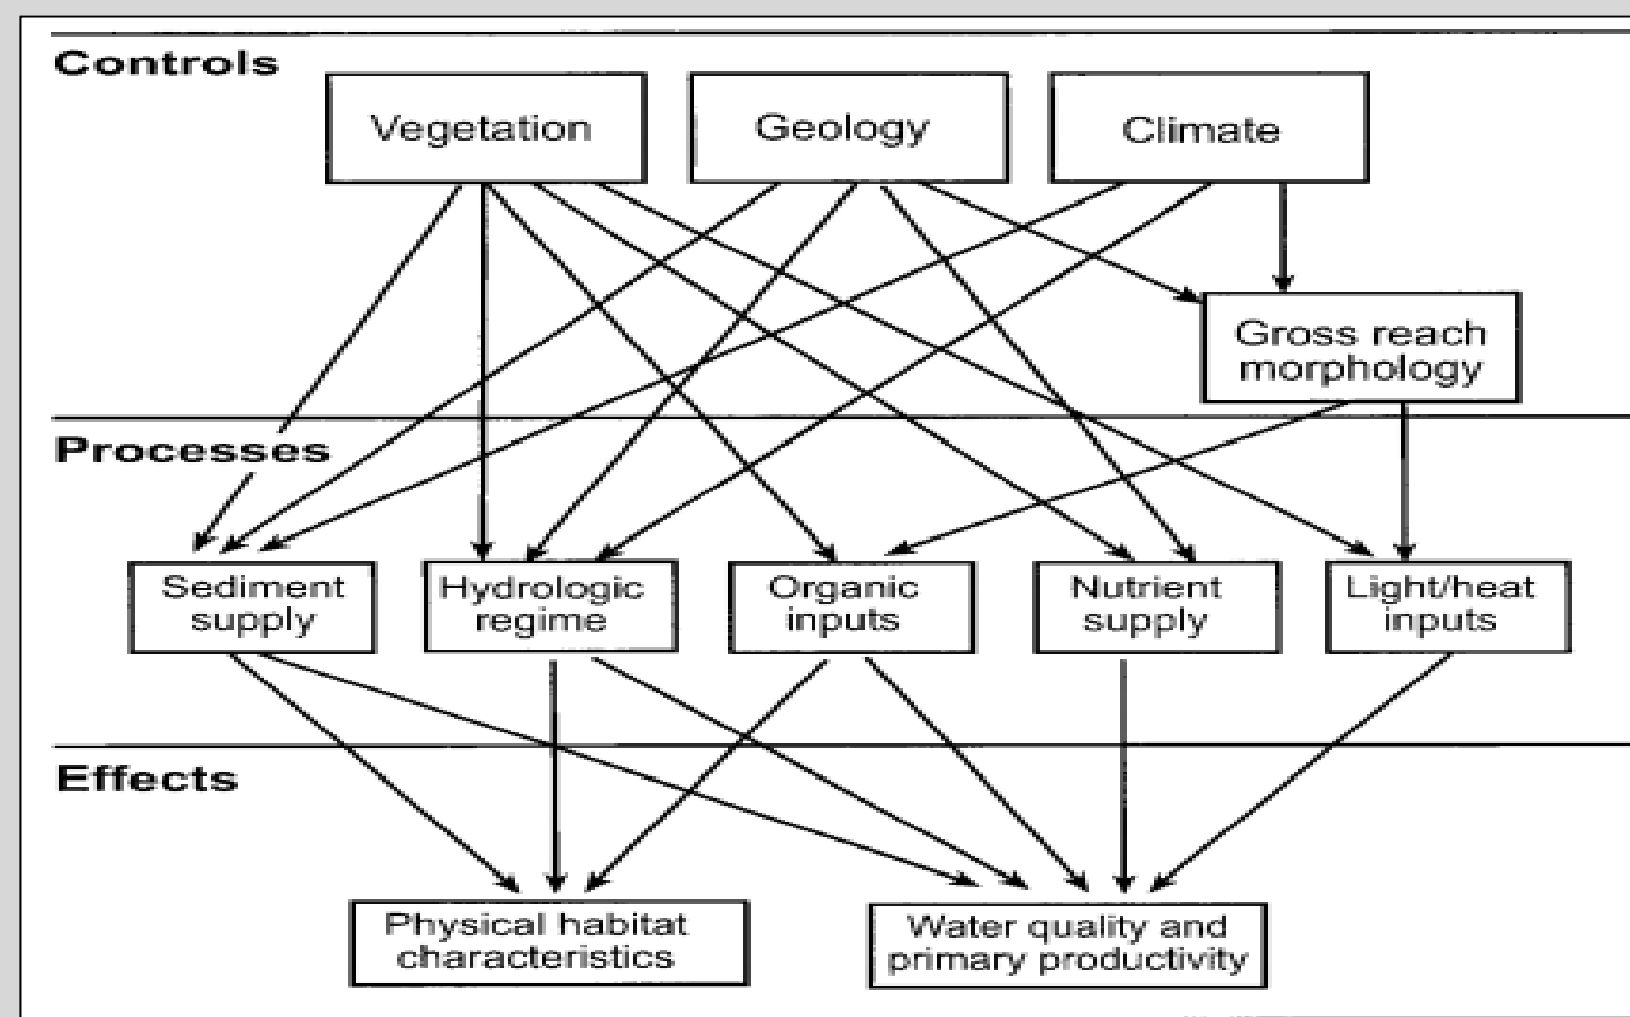 Controls
Vegetation
Geology
Climate
Gross reach
morphology
Processes
Sediment
supply
Hydrologic
regime
Organic
inputs
Nutrient
supply
Light/heat
inputs
Effects
Physical habitat
characteristics
Water quality and
primary productivity